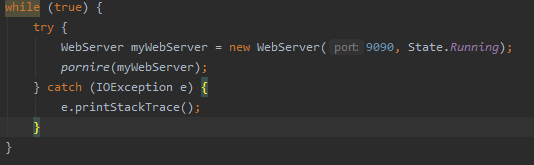 while (true) {
try {
WebServer myWebServer = new WebServer( port: 9090, State.Running);
pornire(myWebServer);
} catch (IOException e) {
e.printStackTrace();
}
}